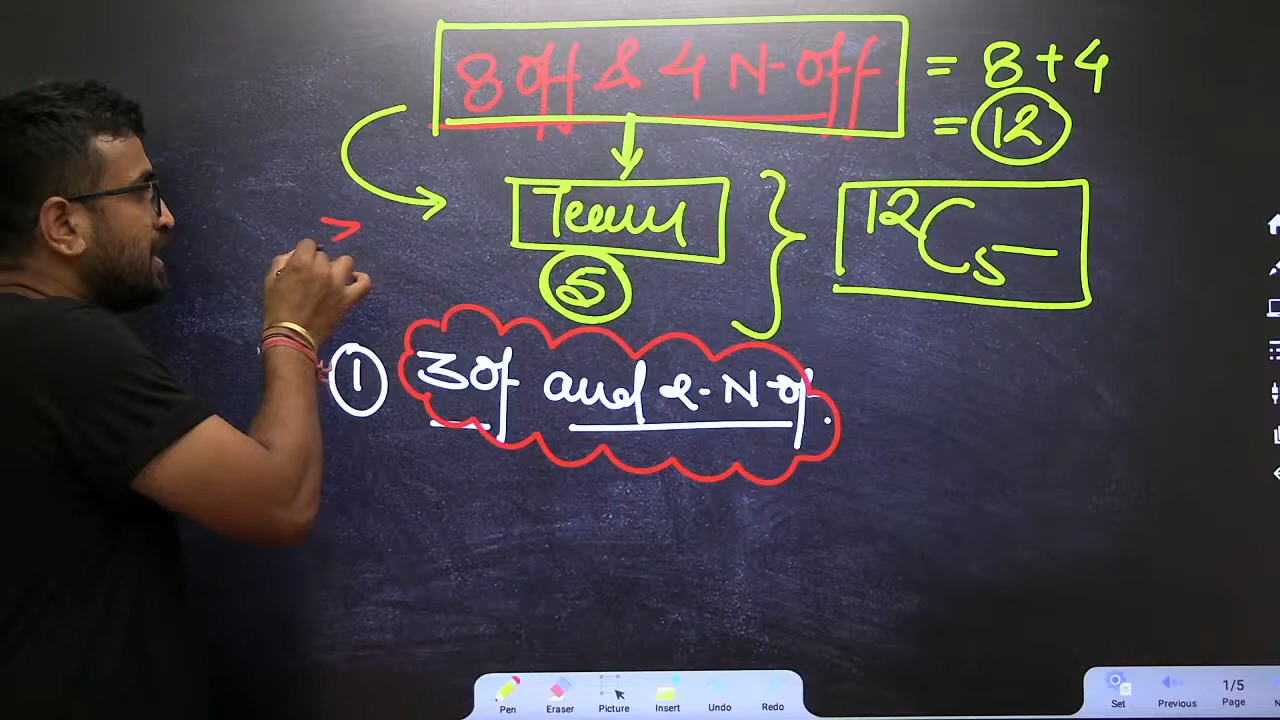 8 Off & 4 N-Off = 8+4
= 12
Team
5
12C5
>
1 3 Of and 2-N-Of.
Pen Eraser Picture Insert Undo Redo
Set Previous 1/5 Page